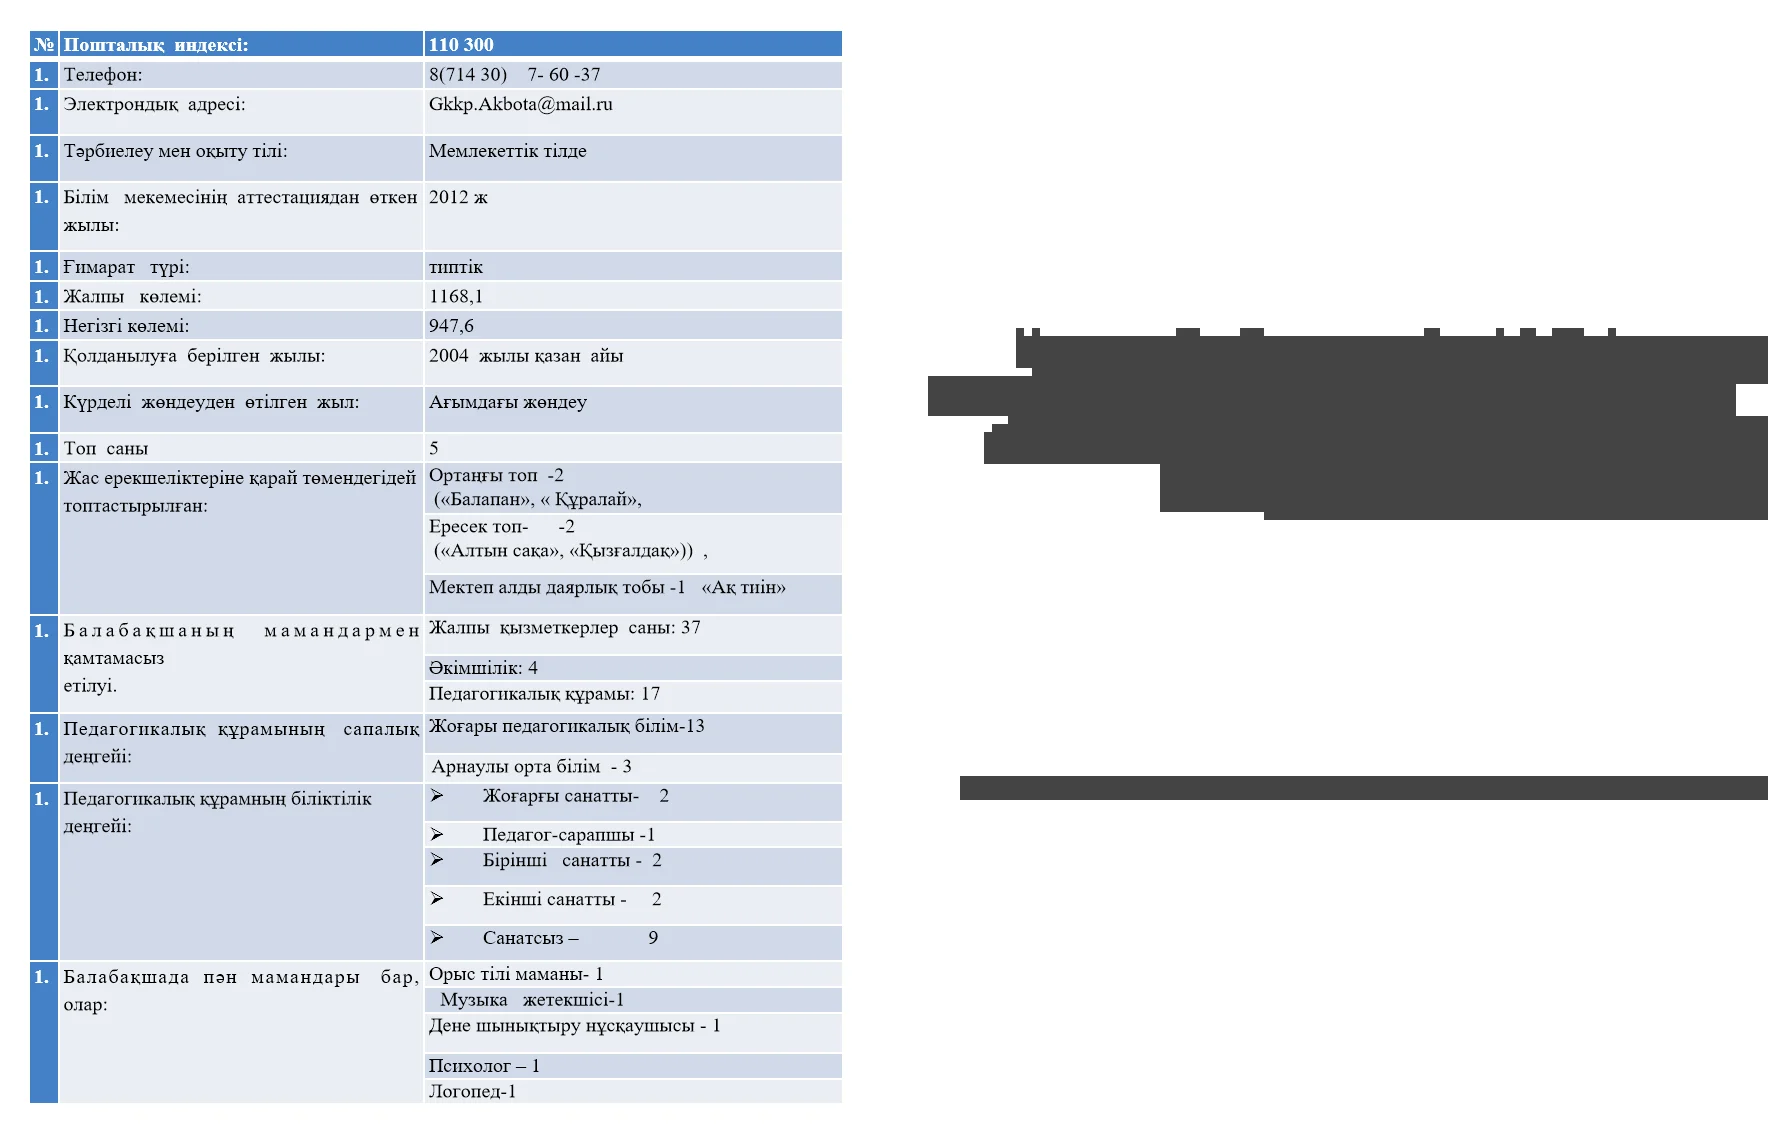 № Пошталық индексі: 110 300
1. Телефон: 8(714 30) 7- 60 -37
1. Электрондық адресі: Gkkp.Akbota@mail.ru
1. Тәрбиелеу мен оқыту тілі: Мемлекеттік тілде
1. Білім мекемесінің аттестациядан өткен 2012 ж
жылы:
1. Ғимарат түрі: типтік
1. Жалпы көлемі: 1168,1
1. Негізгі көлемі: 947,6
1. Қолданылуға берілген жылы: 2004 жылы қазан айы
1. Күрделі жөндеуден өтілген жыл: Ағымдағы жөндеу
1. Топ саны 5
1. Жас ерекшеліктеріне қарай төмендегідей
топтастырылған:
Ортаңғы топ -2
(«Балапан», « Құралай»,
Ересек топ- -2
(«Алтын сақа», «Қызғалдақ»)) ,
Мектеп алды даярлық тобы -1 «Ақ тиін»
1. Балабақшаның мамандармен
қамтамасыз
етілуі.
Жалпы қызметкерлер саны: 37
Әкімшілік: 4
Педагогикалық құрамы: 17
1. Педагогикалық құрамының сапалық
деңгейі:
Жоғары педагогикалық білім-13
Арнаулы орта білім - 3
1. Педагогикалық құрамның біліктілік
деңгейі:
➢ Жоғарғы санатты- 2
➢ Педагог-сарапшы -1
➢ Бірінші санатты - 2
➢ Екінші санатты - 2
➢ Санатсыз – 9
1. Балабақшада пән мамандары бар,
олар:
Орыс тілі маманы- 1
Музыка жетекшісі-1
Дене шынықтыру нұсқаушысы - 1
Психолог – 1
Логопед-1